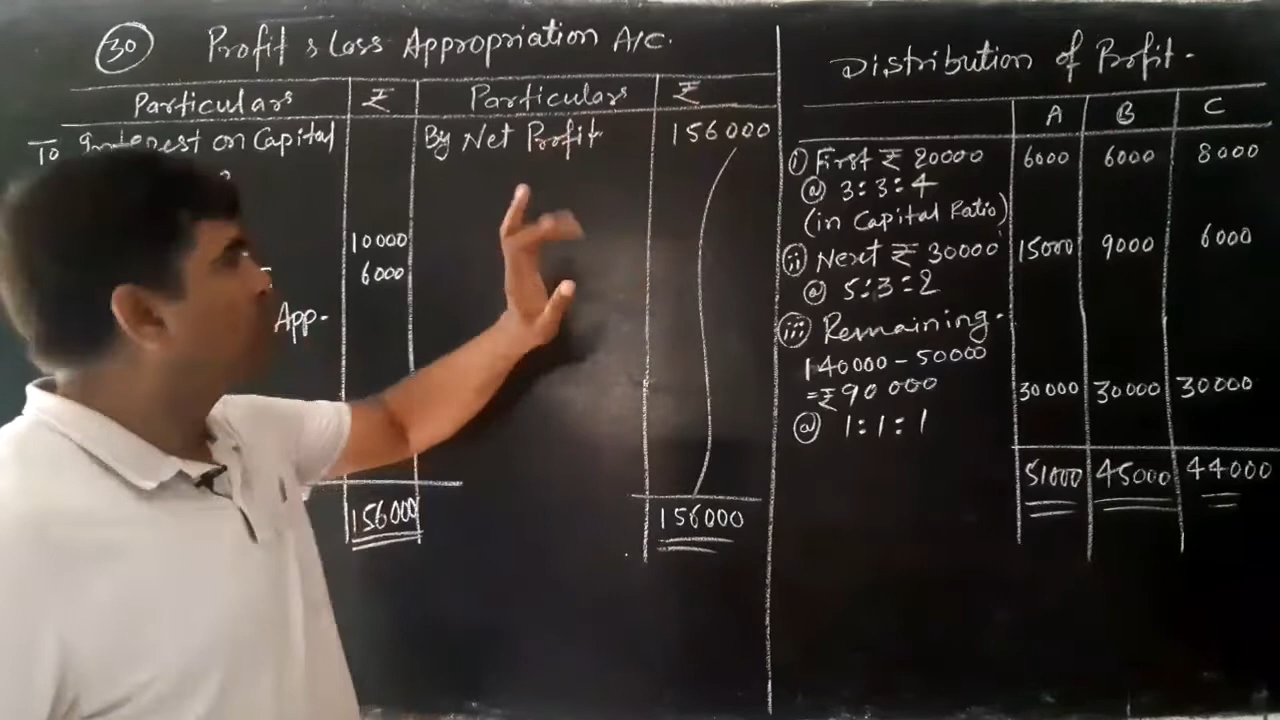 30 Profit & Loss Appropriation A/C.
Particulars ₹ Particulars ₹
To Interest on Capital By Net Profit 156000
10000
6000
App.
156000 156000
Distribution of Profit.
A B C
i) First ₹ 20000 6000 6000 8000
@ 3:3:4
(in Capital Ratio)
ii) Next ₹ 30000 15000 9000 6000
@ 5:3:2
iii) Remaining.
140000 - 50000
= ₹ 90000 30000 30000 30000
@ 1:1:1
51000 45000 44000